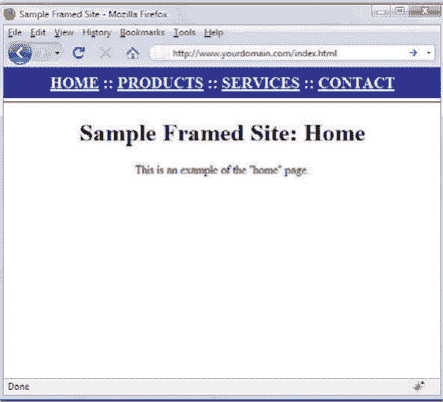 Sample Framed Site - Mozilla Firefox
File Edit View History Bookmarks Tools Help
http://www.yourdomain.com/index.html
HOME :: PRODUCTS :: SERVICES :: CONTACT
Sample Framed Site: Home
This is an example of the "home" page.
Done